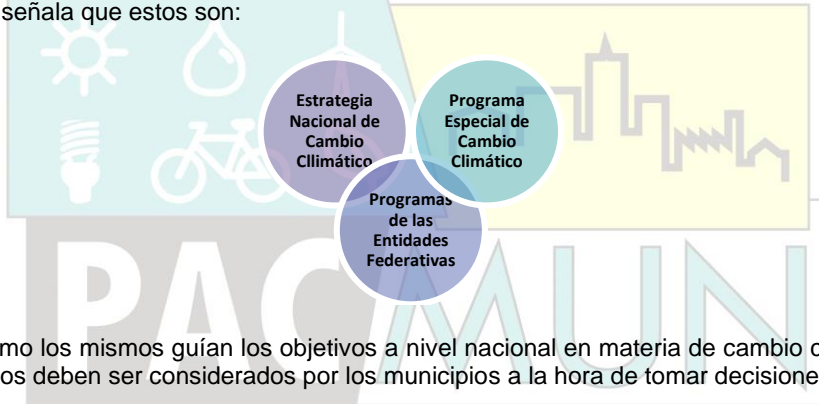 señala que estos son:
Estrategia
Nacional de
Cambio
Cllimático
Programa
Especial de
Cambio
Climático
Programas
de las
Entidades
Federativas
PACMUN
mo los mismos guían los objetivos a nivel nacional en materia de cambio
os deben ser considerados por los municipios a la hora de tomar decisione